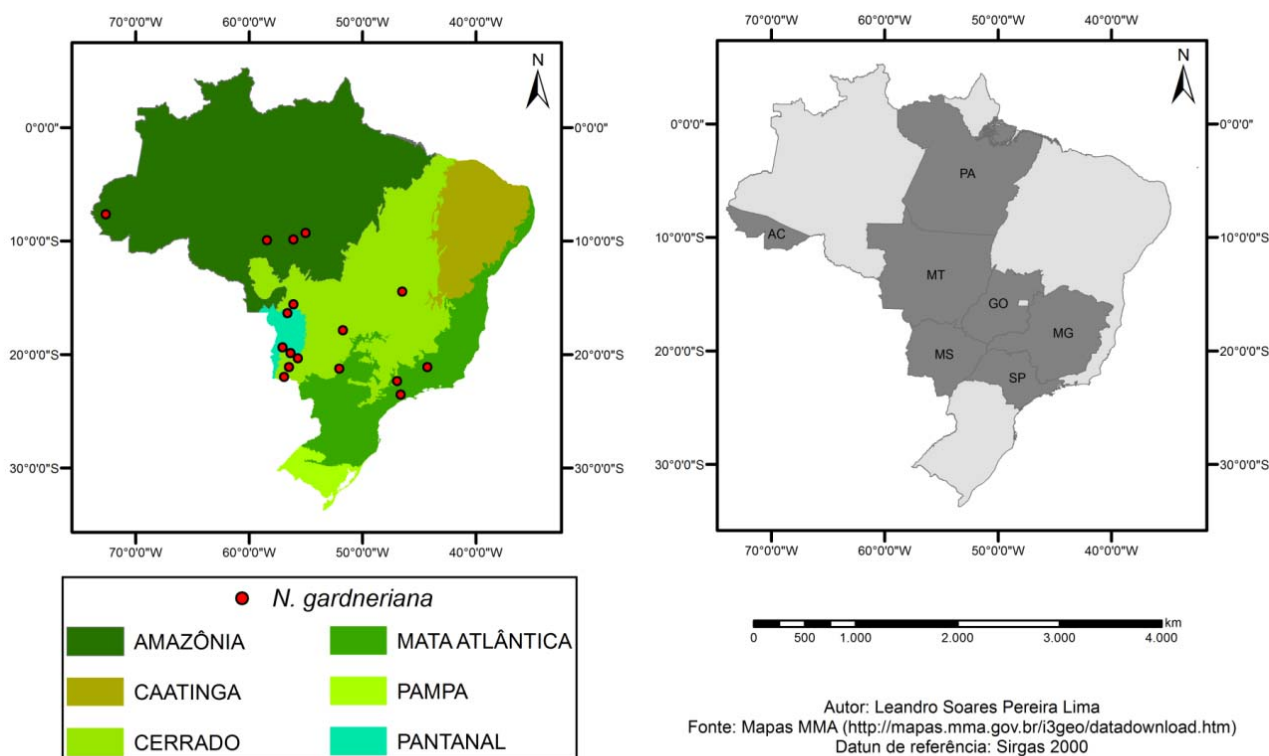 70°0'0"W 60°0'0"W 50°0'0"W 40°0'0"W
N
0°0'0" 0°0'0"
10°0'0"S 10°0'0"S
20°0'0"S 20°0'0"S
30°0'0"S 30°0'0"S
70°0'0"W 60°0'0"W 50°0'0"W 40°0'0"W
N. gardneriana
AMAZÔNIA MATA ATLÂNTICA
CAATINGA PAMPA
CERRADO PANTANAL
70°0'0"W 60°0'0"W 50°0'0"W 40°0'0"W
N
0°0'0" 0°0'0"
PA
10°0'0"S AC 10°0'0"S
MT
GO
MG
20°0'0"S MS 20°0'0"S
SP
30°0'0"S 30°0'0"S
70°0'0"W 60°0'0"W 50°0'0"W 40°0'0"W
km
0 500 1.000 2.000 3.000 4.000
Autor: Leandro Soares Pereira Lima
Fonte: Mapas MMA (http://mapas.mma.gov.br/i3geo/datadownload.htm)
Datun de referência: Sirgas 2000